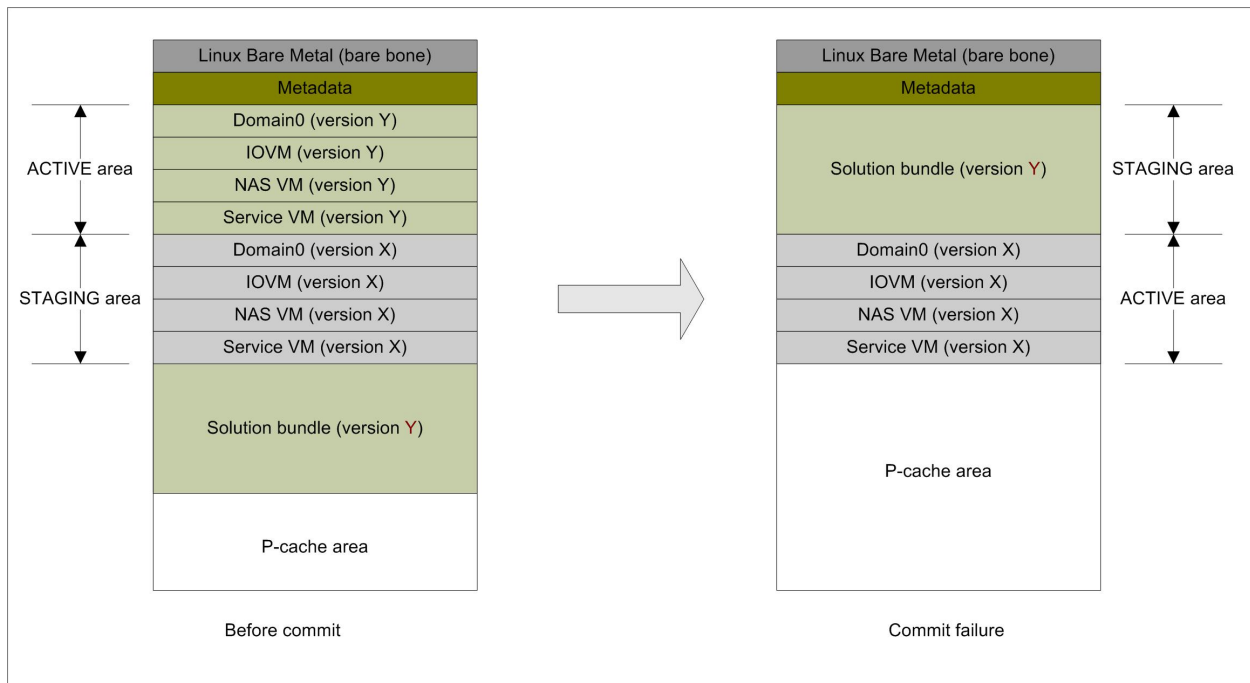 Linux Bare Metal (bare bone)
Metadata
Domain0 (version Y)
IOVM (version Y)
NAS VM (version Y)
Service VM (version Y)
Domain0 (version X)
IOVM (version X)
NAS VM (version X)
Service VM (version X)
Solution bundle (version Y)
P-cache area
ACTIVE area
STAGING area
Before commit
Linux Bare Metal (bare bone)
Metadata
Solution bundle (version Y)
Domain0 (version X)
IOVM (version X)
NAS VM (version X)
Service VM (version X)
P-cache area
STAGING area
ACTIVE area
Commit failure